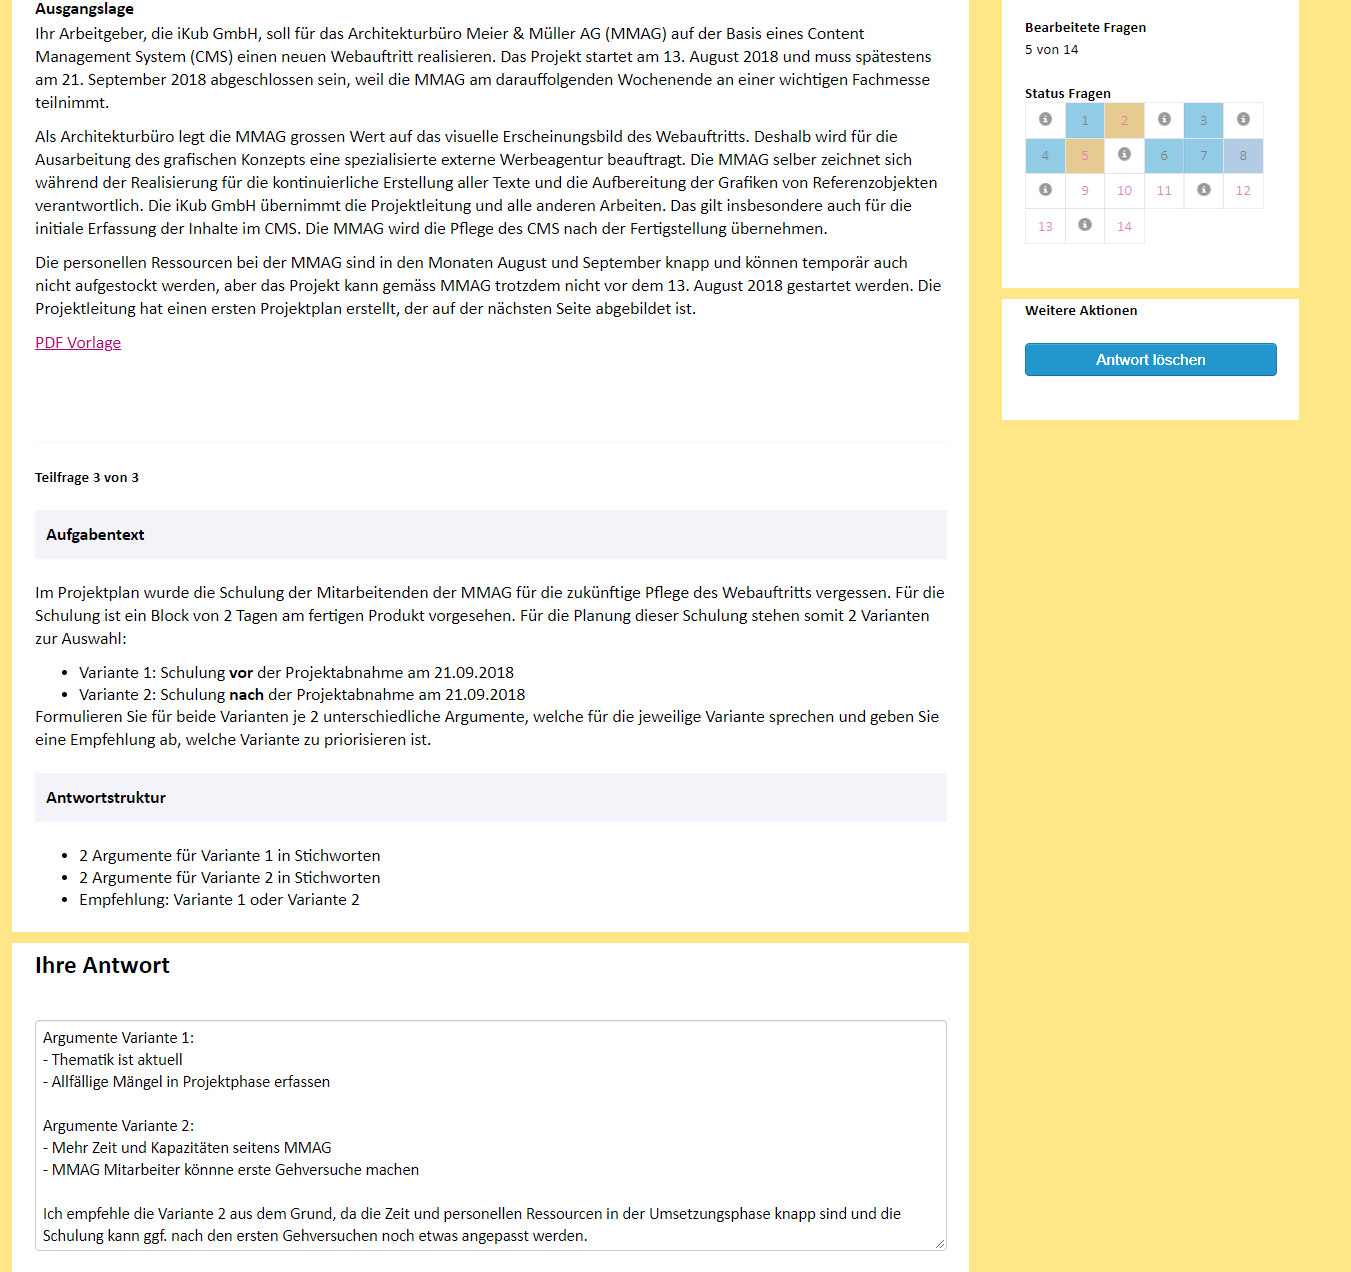 Ausgangslage
Ihr Arbeitgeber, die iKub GmbH, soll für das Architekturbüro Meier & Müller AG (MMAG) auf der Basis eines Content
Management System (CMS) einen neuen Webauftritt realisieren. Das Projekt startet am 13. August 2018 und muss spätestens
am 21. September 2018 abgeschlossen sein, weil die MMAG am darauffolgenden Wochenende an einer wichtigen Fachmesse
teilnimmt.
Als Architekturbüro legt die MMAG grossen Wert auf das visuelle Erscheinungsbild des Webauftritts. Deshalb wird für die
Ausarbeitung des grafischen Konzepts eine spezialisierte externe Werbeagentur beauftragt. Die MMAG selber zeichnet sich
während der Realisierung für die kontinuierliche Erstellung aller Texte und die Aufbereitung der Grafiken von Referenzobjekten
verantwortlich. Die iKub GmbH übernimmt die Projektleitung und alle anderen Arbeiten. Das gilt insbesondere auch für die
initiale Erfassung der Inhalte im CMS. Die MMAG wird die Pflege des CMS nach der Fertigstellung übernehmen.
Die personellen Ressourcen bei der MMAG sind in den Monaten August und September knapp und können temporär auch
nicht aufgestockt werden, aber das Projekt kann gemäss MMAG trotzdem nicht vor dem 13. August 2018 gestartet werden. Die
Projektleitung hat einen ersten Projektplan erstellt, der auf der nächsten Seite abgebildet ist.
PDF Vorlage
Teilfrage 3 von 3
Aufgabentext
Im Projektplan wurde die Schulung der Mitarbeitenden der MMAG für die zukünftige Pflege des Webauftritts vergessen. Für die
Schulung ist ein Block von 2 Tagen am fertigen Produkt vorgesehen. Für die Planung dieser Schulung stehen somit 2 Varianten
zur Auswahl:
• Variante 1: Schulung vor der Projektabnahme am 21.09.2018
• Variante 2: Schulung nach der Projektabnahme am 21.09.2018
Formulieren Sie für beide Varianten je 2 unterschiedliche Argumente, welche für die jeweilige Variante sprechen und geben Sie
eine Empfehlung ab, welche Variante zu priorisieren ist.
Antwortstruktur
• 2 Argumente für Variante 1 in Stichworten
• 2 Argumente für Variante 2 in Stichworten
• Empfehlung: Variante 1 oder Variante 2
Ihre Antwort
Argumente Variante 1:
- Thematik ist aktuell
- Allfällige Mängel in Projektphase erfassen
Argumente Variante 2:
- Mehr Zeit und Kapazitäten seitens MMAG
- MMAG Mitarbeiter könnne erste Gehversuche machen
Ich empfehle die Variante 2 aus dem Grund, da die Zeit und personellen Ressourcen in der Umsetzungsphase knapp sind und die
Schulung kann ggf. nach den ersten Gehversuchen noch etwas angepasst werden.
Bearbeitete Fragen
5 von 14
Status Fragen
1 2 3
4 5 6 7 8
9 10 11 12
13 14
Weitere Aktionen
Antwort löschen